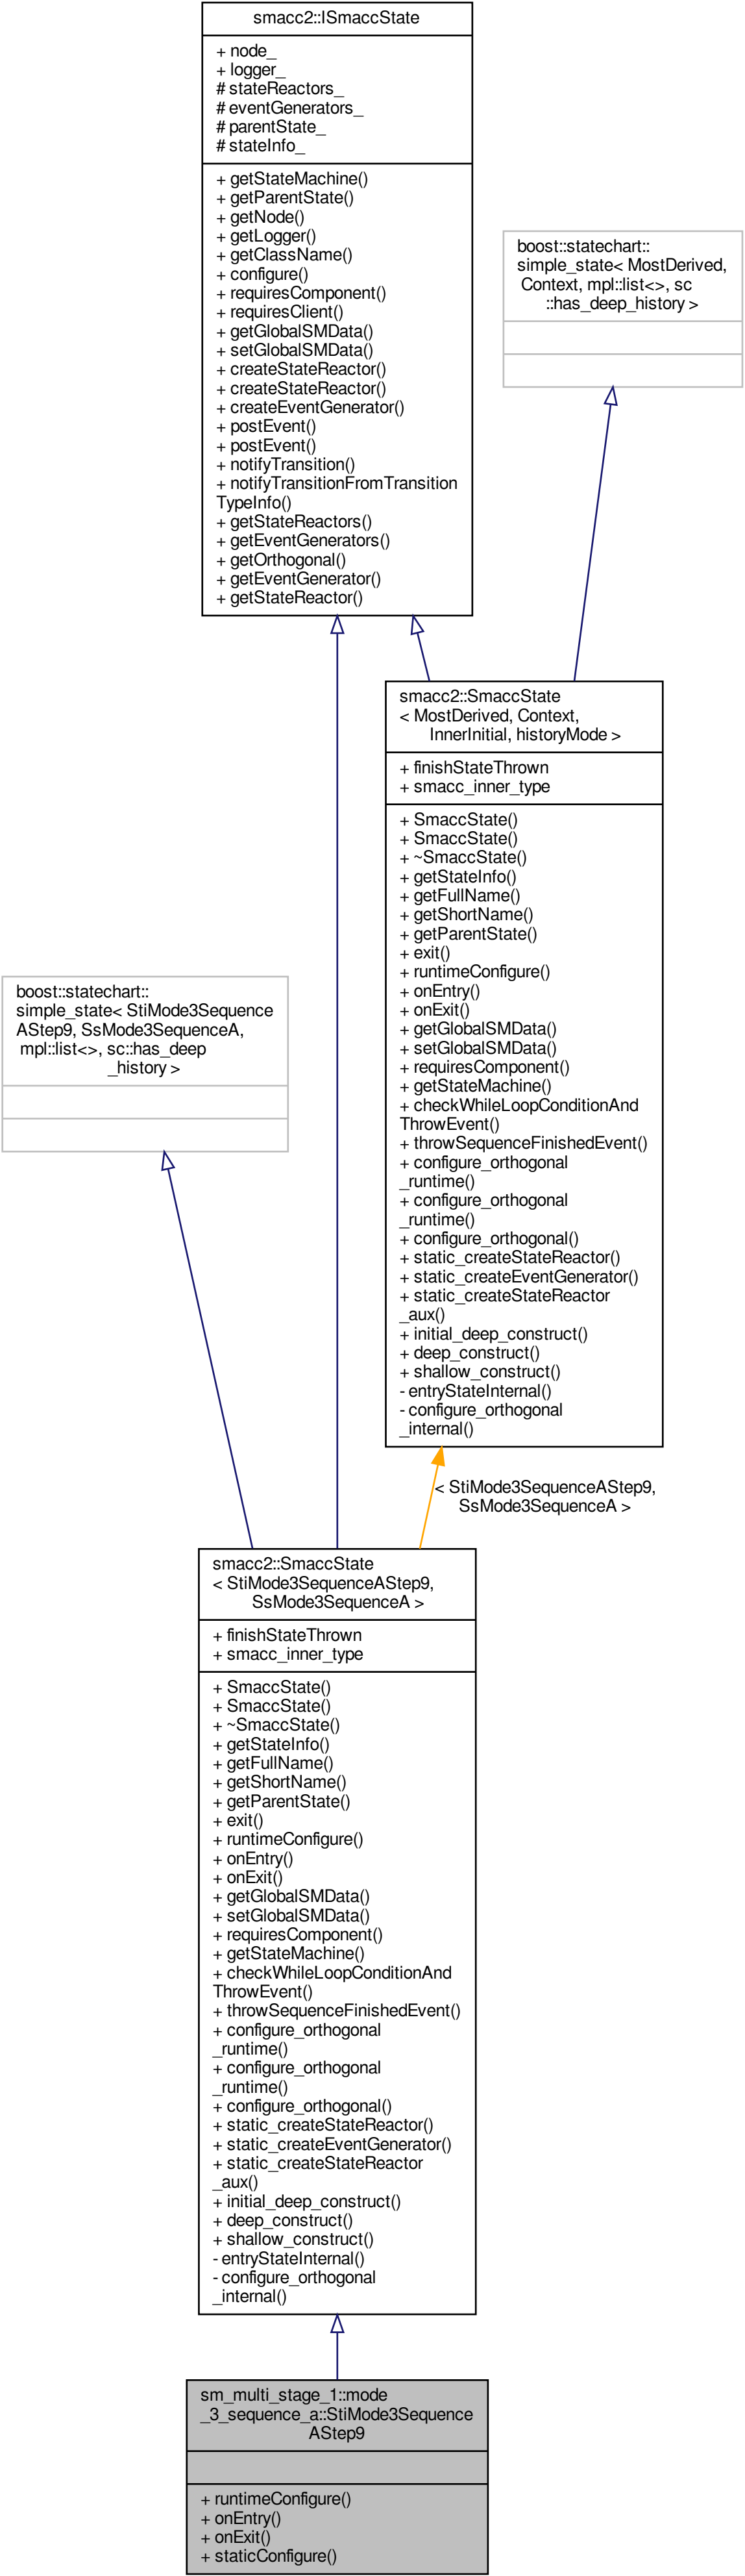 smacc2::ISmaccState
+ node_
+ logger_
# stateReactors_
# eventGenerators_
# parentState_
# stateInfo_
+ getStateMachine()
+ getParentState()
+ getNode()
+ getLogger()
+ getClassName()
+ configure()
+ requiresComponent()
+ requiresClient()
+ getGlobalSMData()
+ setGlobalSMData()
+ createStateReactor()
+ createStateReactor()
+ createEventGenerator()
+ postEvent()
+ postEvent()
+ notifyTransition()
+ notifyTransitionFromTransition
TypeInfo()
+ getStateReactors()
+ getEventGenerators()
+ getOrthogonal()
+ getEventGenerator()
+ getStateReactor()
boost::statechart::
simple_state< MostDerived,
Context, mpl::list<>, sc
::has_deep_history >
smacc2::SmaccState
< MostDerived, Context,
InnerInitial, historyMode >
+ finishStateThrown
+ smacc_inner_type
+ SmaccState()
+ SmaccState()
+ ~SmaccState()
+ getStateInfo()
+ getFullName()
+ getShortName()
+ getParentState()
+ exit()
+ runtimeConfigure()
+ onEntry()
+ onExit()
+ getGlobalSMData()
+ setGlobalSMData()
+ requiresComponent()
+ getStateMachine()
+ checkWhileLoopConditionAnd
ThrowEvent()
+ throwSequenceFinishedEvent()
+ configure_orthogonal
_runtime()
+ configure_orthogonal
_runtime()
+ configure_orthogonal()
+ static_createStateReactor()
+ static_createEventGenerator()
+ static_createStateReactor
_aux()
+ initial_deep_construct()
+ deep_construct()
+ shallow_construct()
- entryStateInternal()
- configure_orthogonal
_internal()
boost::statechart::
simple_state< StiMode3Sequence
AStep9, SsMode3SequenceA,
mpl::list<>, sc::has_deep
_history >
< StiMode3SequenceAStep9,
SsMode3SequenceA >
smacc2::SmaccState
< StiMode3SequenceAStep9,
SsMode3SequenceA >
+ finishStateThrown
+ smacc_inner_type
+ SmaccState()
+ SmaccState()
+ ~SmaccState()
+ getStateInfo()
+ getFullName()
+ getShortName()
+ getParentState()
+ exit()
+ runtimeConfigure()
+ onEntry()
+ onExit()
+ getGlobalSMData()
+ setGlobalSMData()
+ requiresComponent()
+ getStateMachine()
+ checkWhileLoopConditionAnd
ThrowEvent()
+ throwSequenceFinishedEvent()
+ configure_orthogonal
_runtime()
+ configure_orthogonal
_runtime()
+ configure_orthogonal()
+ static_createStateReactor()
+ static_createEventGenerator()
+ static_createStateReactor
_aux()
+ initial_deep_construct()
+ deep_construct()
+ shallow_construct()
- entryStateInternal()
- configure_orthogonal
_internal()
sm_multi_stage_1::mode
_3_sequence_a::StiMode3Sequence
AStep9
+ runtimeConfigure()
+ onEntry()
+ onExit()
+ staticConfigure()